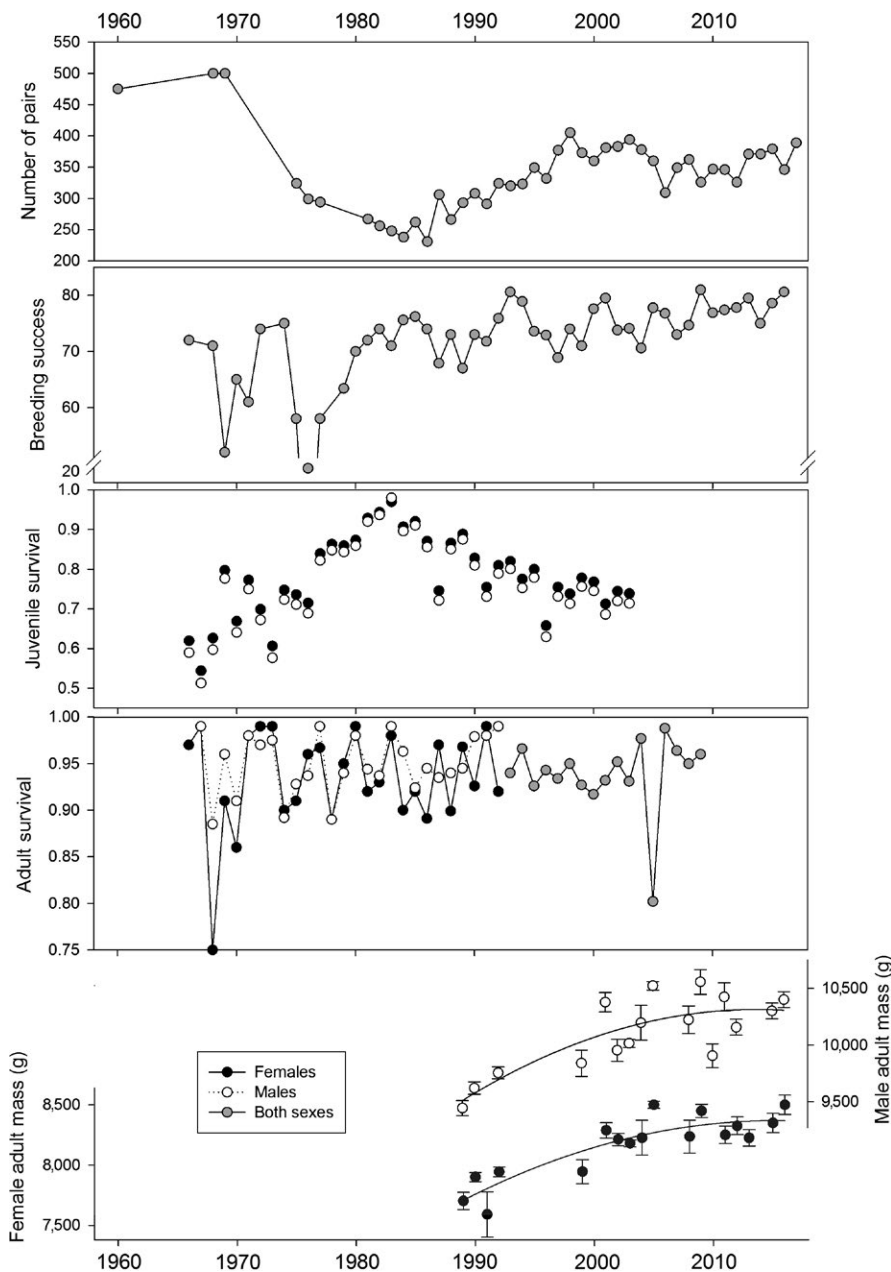 1960 1970 1980 1990 2000 2010
Number of pairs
550
500
450
400
350
300
250
200
Breeding success
80
70
60
20
Juvenile survival
1.0
0.9
0.8
0.7
0.6
0.5
Adult survival
1.00
0.95
0.90
0.85
0.80
0.75
Male adult mass (g)
10,500
10,000
9,500
Females
Males
Both sexes
Female adult mass (g)
8,500
8,000
7,500
1960 1970 1980 1990 2000 2010